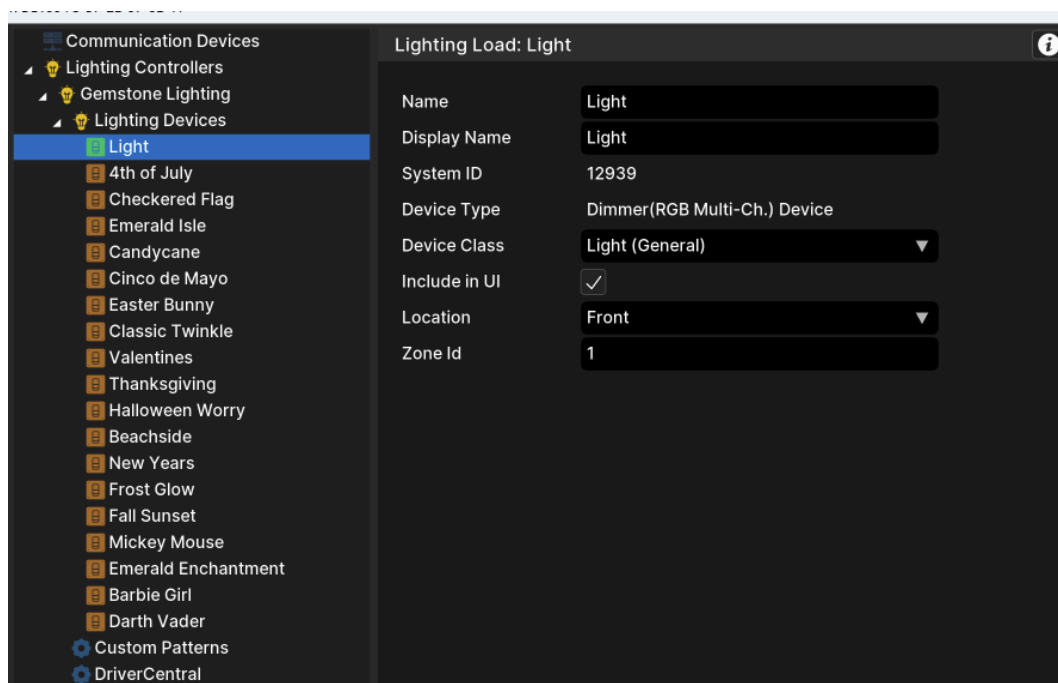 Communication Devices
Lighting Controllers
Gemstone Lighting
Lighting Devices
Light
4th of July
Checkered Flag
Emerald Isle
Candycane
Cinco de Mayo
Easter Bunny
Classic Twinkle
Valentines
Thanksgiving
Halloween Worry
Beachside
New Years
Frost Glow
Fall Sunset
Mickey Mouse
Emerald Enchantment
Barbie Girl
Darth Vader
Custom Patterns
DriverCentral
Lighting Load: Light
Name Light
Display Name Light
System ID 12939
Device Type Dimmer(RGB Multi-Ch.) Device
Device Class Light (General)
Include in UI
Location Front
Zone Id 1